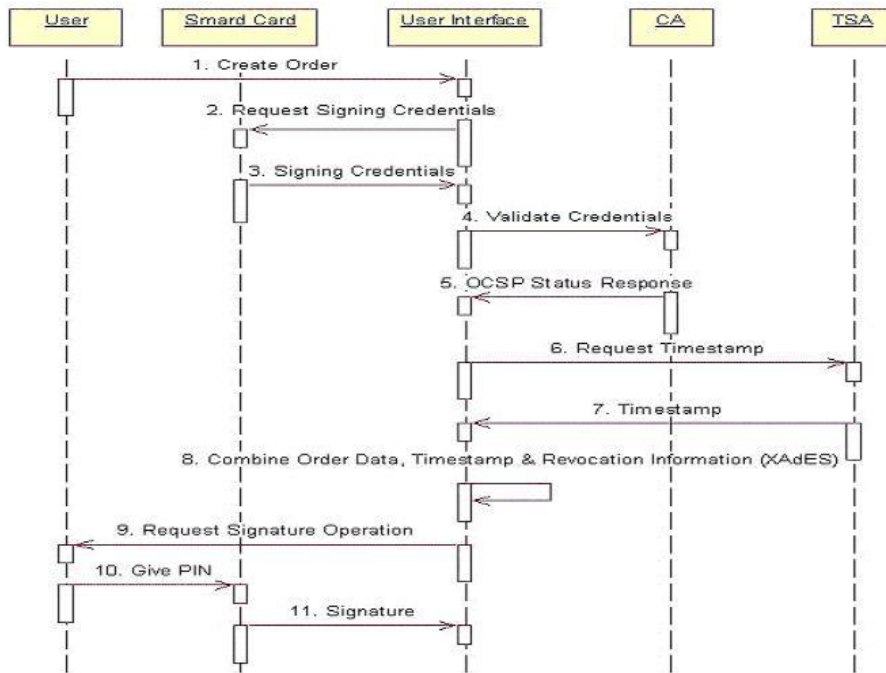 User
Smard Card
User Interface
CA
TSA
1. Create Order
2. Request Signing Credentials
3. Signing Credentials
4. Validate Credentials
5. OCSP Status Response
6. Request Timestamp
7. Timestamp
8. Combine Order Data, Timestamp & Revocation Information (XAdES)
9. Request Signature Operation
10. Give PIN
11. Signature